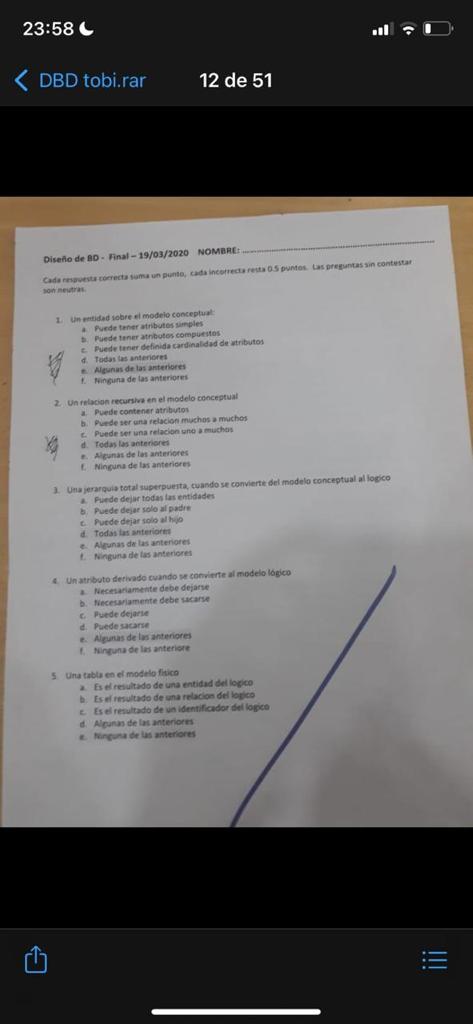 23:58
DBD tobi.rar
12 de 51
Diseño de BD - Final – 19/03/2020 NOMBRE:
Cada respuesta correcta suma un punto, cada incorrecta resta 0.5 puntos. Las preguntas sin contestar
son neutras.
1. Un entidad sobre el modelo conceptual:
a. Puede tener atributos simples
b. Puede tener atributos compuestos
c. Puede tener definida cardinalidad de atributos
d. Todas las anteriores
e. Algunas de las anteriores
f. Ninguna de las anteriores
2. Un relacion recursiva en el modelo conceptual
a. Puede contener atributos
b. Puede ser una relacion muchos a muchos
c. Puede ser una relacion uno a muchos
d. Todas las anteriores
e. Algunas de las anteriores
f. Ninguna de las anteriores
3. Una jerarquia total superpuesta, cuando se convierte del modelo conceptual al logico
a. Puede dejar todas las entidades
b. Puede dejar solo al padre
c. Puede dejar solo al hijo
d. Todas las anteriores
e. Algunas de las anteriores
f. Ninguna de las anteriores
4. Un atributo derivado cuando se convierte al modelo lógico
a. Necesariamente debe dejarse
b. Necesariamente debe sacarse
c. Puede dejarse
d. Puede sacarse
e. Algunas de las anteriores
f. Ninguna de las anteriore
5. Una tabla en el modelo fisico
a. Es el resultado de una entidad del logico
b. Es el resultado de una relacion del logico
c. Es el resultado de un identificador del logico
d. Algunas de las anteriores
e. Ninguna de las anteriores